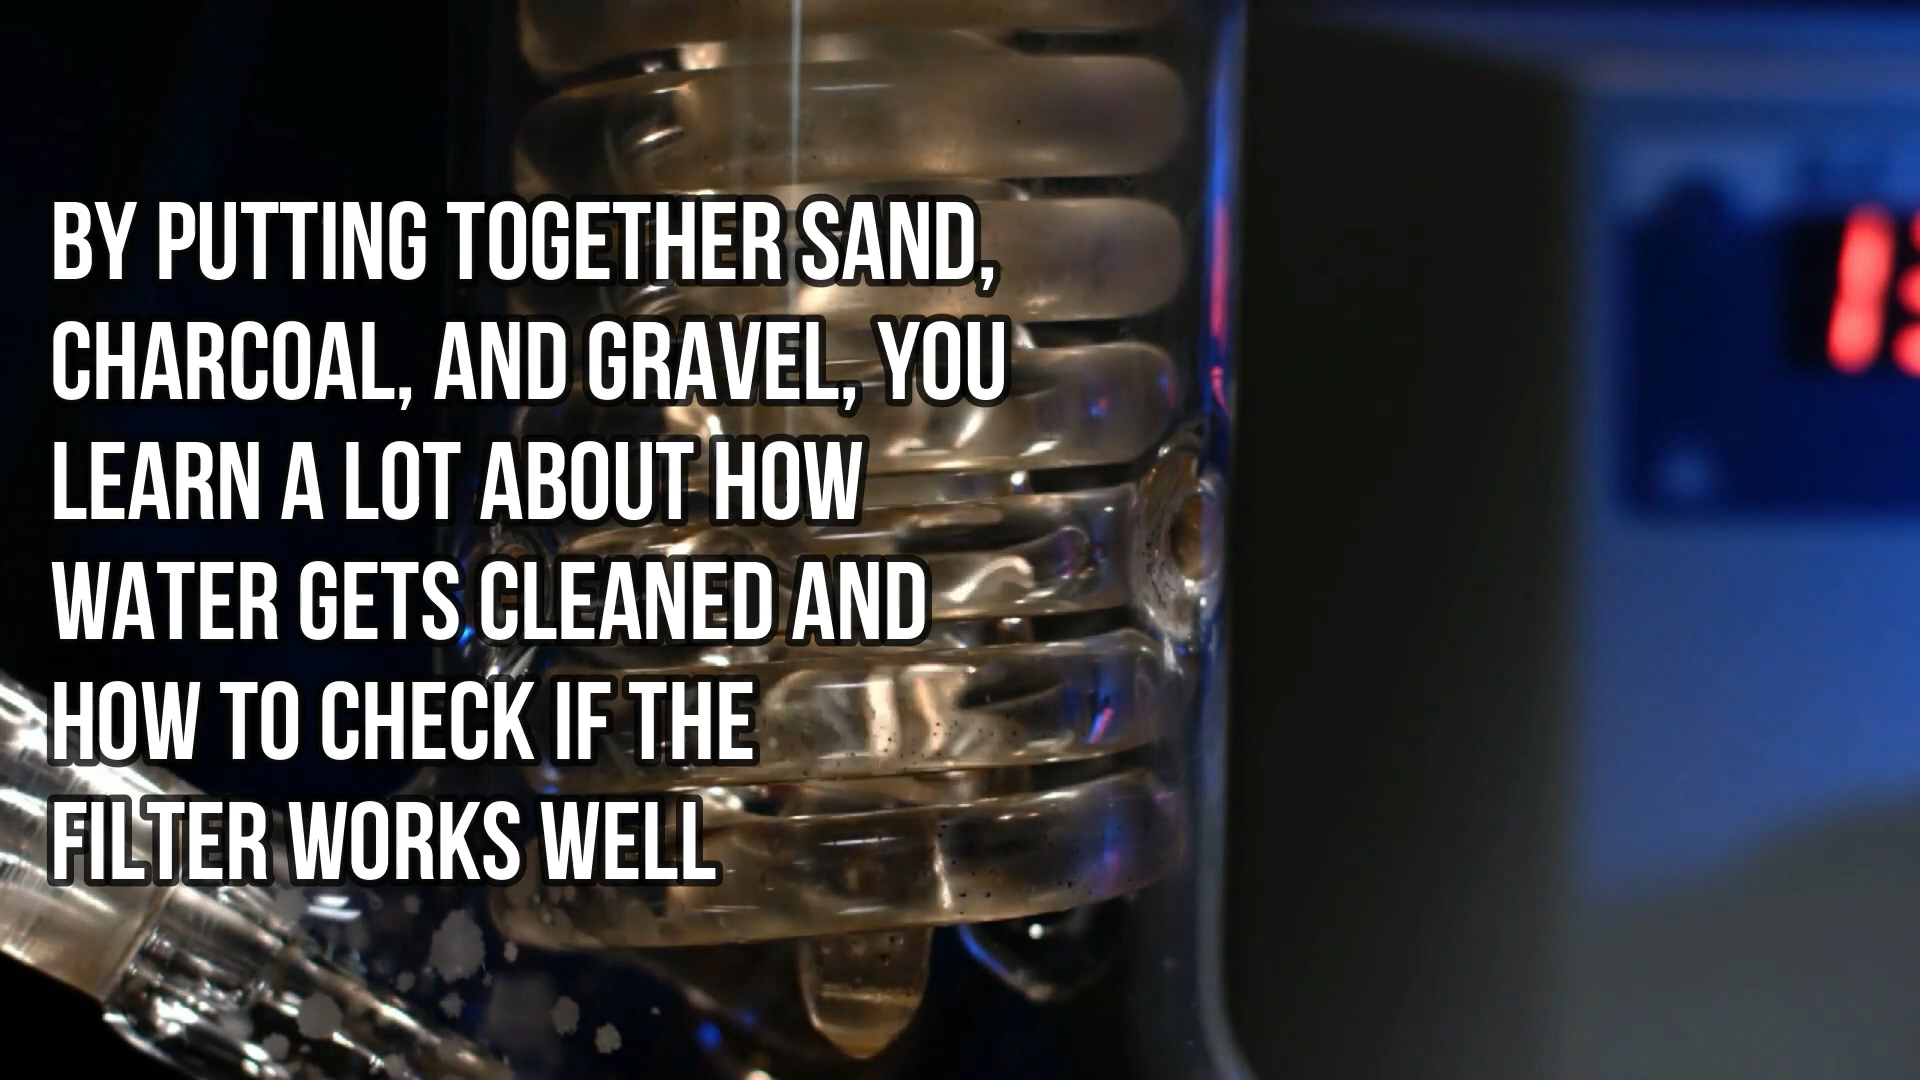 BY PUTTING TOGETHER SAND,
CHARCOAL, AND GRAVEL, YOU
LEARN A LOT ABOUT HOW
WATER GETS CLEANED AND
HOW TO CHECK IF THE
FILTER WORKS WELL